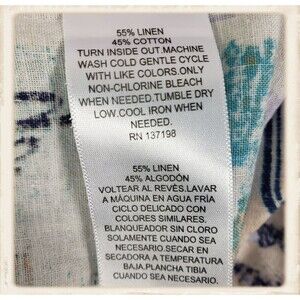 55% LINEN
45% COTTON
TURN INSIDE OUT.MACHINE
WASH COLD GENTLE CYCLE
WITH LIKE COLORS.ONLY
NON-CHLORINE BLEACH
WHEN NEEDED.TUMBLE DRY
LOW.COOL IRON WHEN
NEEDED.
RN 137198
55% LINEN
45% ALGODÓN
VOLTEAR AL REVÉS.LAVAR
A MÁQUINA EN AGUA FRÍA
CICLO DELICADO CON
COLORES SIMILARES.
BLANQUEADOR SIN CLORO
SOLAMENTE CUANDO SEA
NECESARIO.SECAR EN
SECADORA A TEMPERATURA
BAJA.PLANCHA TIBIA
CUANDO SEA NECESARIO.